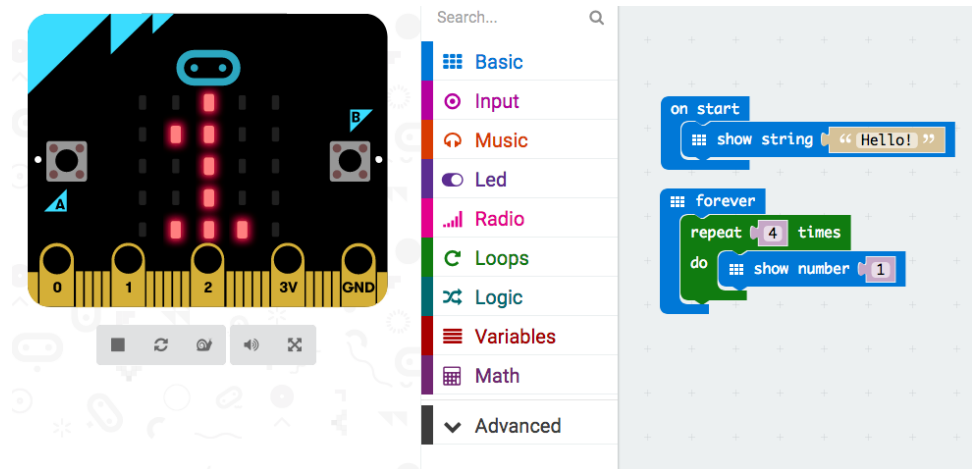 B
A
0 1 2 3V GND
Search...
Basic
Input
Music
Led
Radio
Loops
Logic
Variables
Math
Advanced
on start
show string “ Hello! ”
forever
repeat 4 times
do show number 1